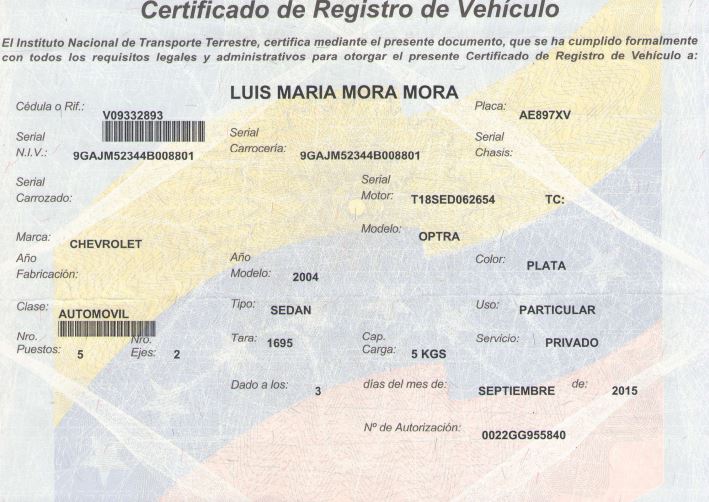 Certificado de Registro de Vehículo
El Instituto Nacional de Transporte Terrestre, certifica mediante el presente documento, que se ha cumplido formalmente
con todos los requisitos legales y administrativos para otorgar el presente Certificado de Registro de Vehículo a:
LUIS MARIA MORA MORA
Cédula o Rif.: V09332893 Placa: AE897XV
Serial N.I.V.: 9GAJM52344B008801 Serial Carrocería: 9GAJM52344B008801 Serial Chasis:
Serial Carrozado: Serial Motor: T18SED062654 TC:
Marca: CHEVROLET Modelo: OPTRA
Año Fabricación: Año Modelo: 2004 Color: PLATA
Clase: AUTOMOVIL Tipo: SEDAN Uso: PARTICULAR
Nro. Puestos: 5 Nro. Ejes: 2 Tara: 1695 Cap. Carga: 5 KGS Servicio: PRIVADO
Dado a los: 3 días del mes de: SEPTIEMBRE de: 2015
Nº de Autorización: 0022GG955840